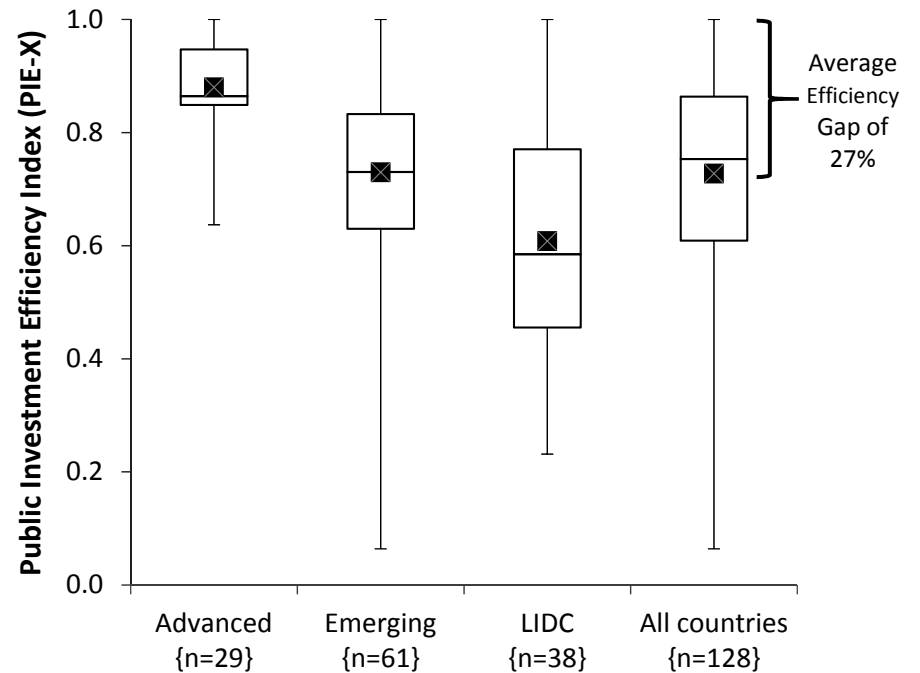 Public Investment Efficiency Index (PIE-X)
1.0
0.8
0.6
0.4
0.2
0.0
Average
Efficiency
Gap of
27%
Advanced
{n=29}
Emerging
{n=61}
LIDC
{n=38}
All countries
{n=128}